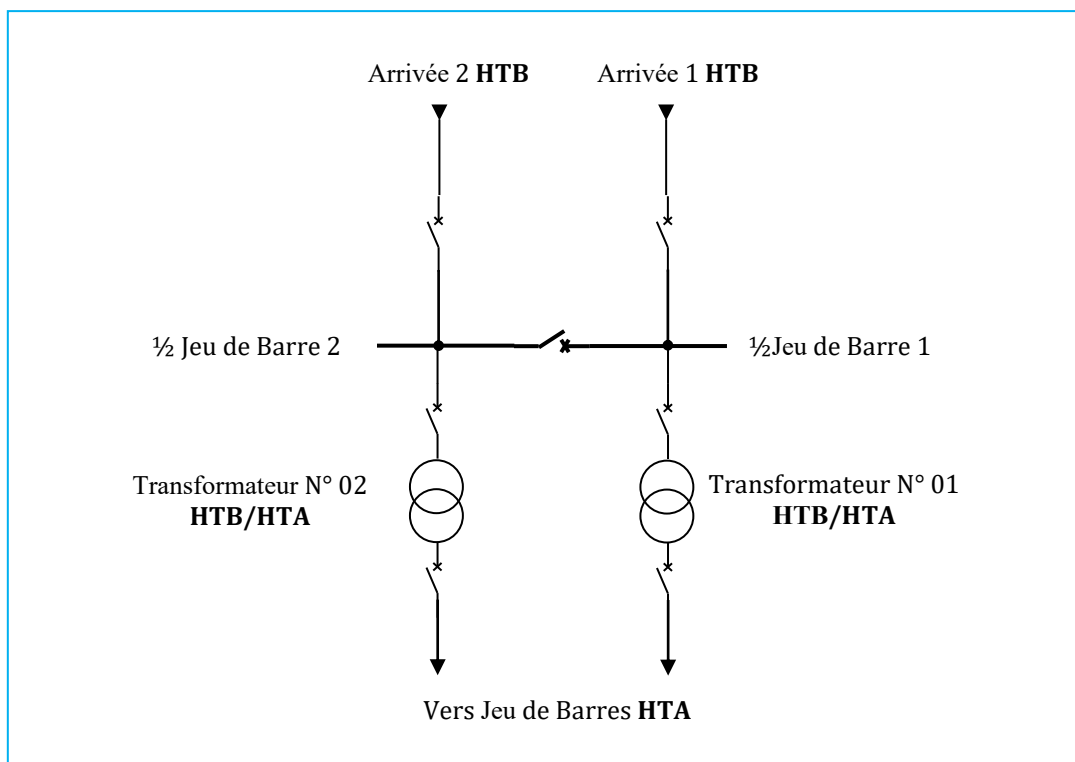 Arrivée 2 HTB
Arrivée 1 HTB
½ Jeu de Barre 2
½Jeu de Barre 1
Transformateur N° 02
HTB/HTA
Transformateur N° 01
HTB/HTA
Vers Jeu de Barres HTA